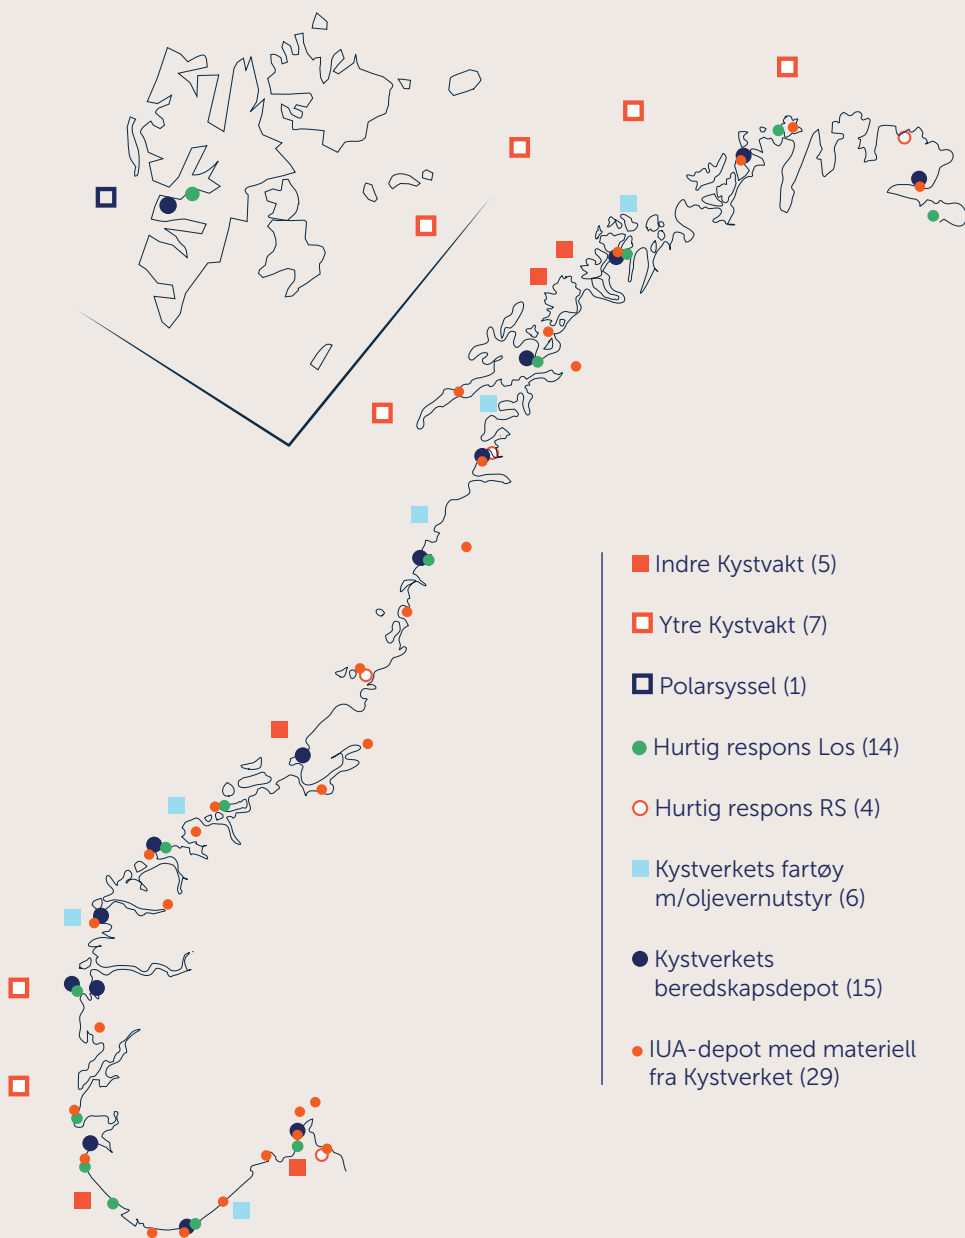 Indre Kystvakt (5)
Ytre Kystvakt (7)
Polarsyssel (1)
Hurtig respons Los (14)
Hurtig respons RS (4)
Kystverkets fartøy
m/oljevernutstyr (6)
Kystverkets
beredskapsdepot (15)
IUA-depot med materiell
fra Kystverket (29)